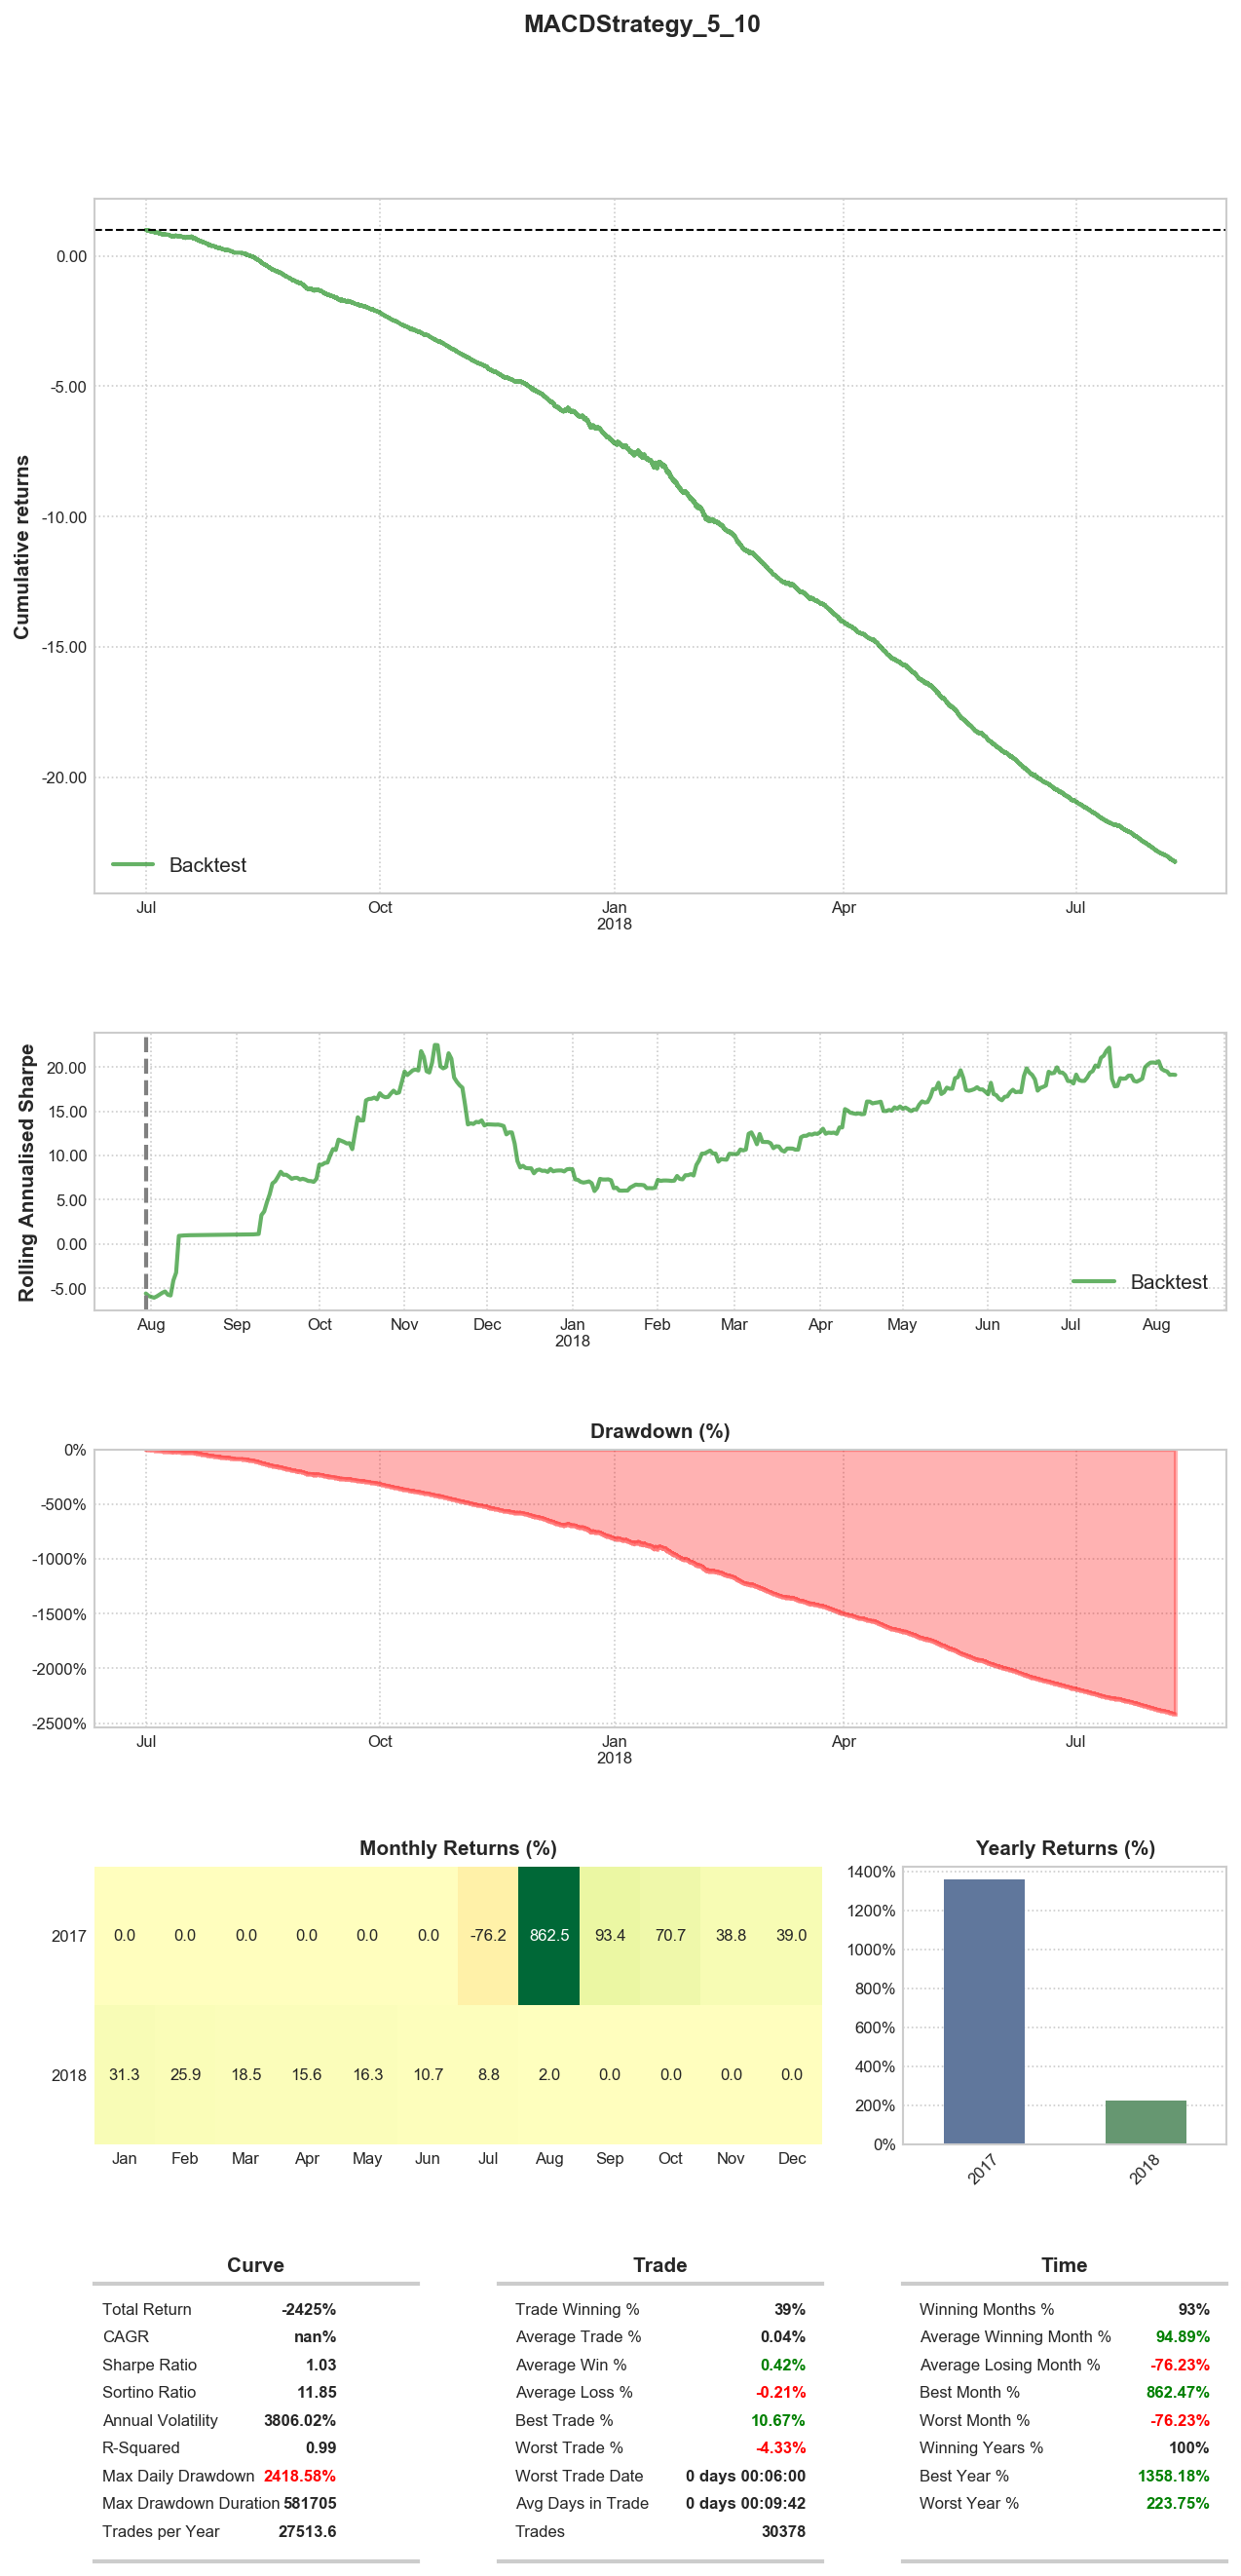 MACDStrategy_5_10
Cumulative returns
0.00
-5.00
-10.00
-15.00
-20.00
Backtest
Jul Oct Jan Apr Jul
2018
Rolling Annualised Sharpe
20.00
15.00
10.00
5.00
0.00
-5.00
Backtest
Aug Sep Oct Nov Dec Jan Feb Mar Apr May Jun Jul Aug
2018
Drawdown (%)
0%
-500%
-1000%
-1500%
-2000%
-2500%
Jul Oct Jan Apr Jul
2018
Monthly Returns (%)
2017 0.0 0.0 0.0 0.0 0.0 0.0 -76.2 862.5 93.4 70.7 38.8 39.0
2018 31.3 25.9 18.5 15.6 16.3 10.7 8.8 2.0 0.0 0.0 0.0 0.0
Jan Feb Mar Apr May Jun Jul Aug Sep Oct Nov Dec
Yearly Returns (%)
1400%
1200%
1000%
800%
600%
400%
200%
0%
2017 2018
Curve
Total Return -2425%
CAGR nan%
Sharpe Ratio 1.03
Sortino Ratio 11.85
Annual Volatility 3806.02%
R-Squared 0.99
Max Daily Drawdown 2418.58%
Max Drawdown Duration 581705
Trades per Year 27513.6
Trade
Trade Winning % 39%
Average Trade % 0.04%
Average Win % 0.42%
Average Loss % -0.21%
Best Trade % 10.67%
Worst Trade % -4.33%
Worst Trade Date 0 days 00:06:00
Avg Days in Trade 0 days 00:09:42
Trades 30378
Time
Winning Months % 93%
Average Winning Month % 94.89%
Average Losing Month % -76.23%
Best Month % 862.47%
Worst Month % -76.23%
Winning Years % 100%
Best Year % 1358.18%
Worst Year % 223.75%